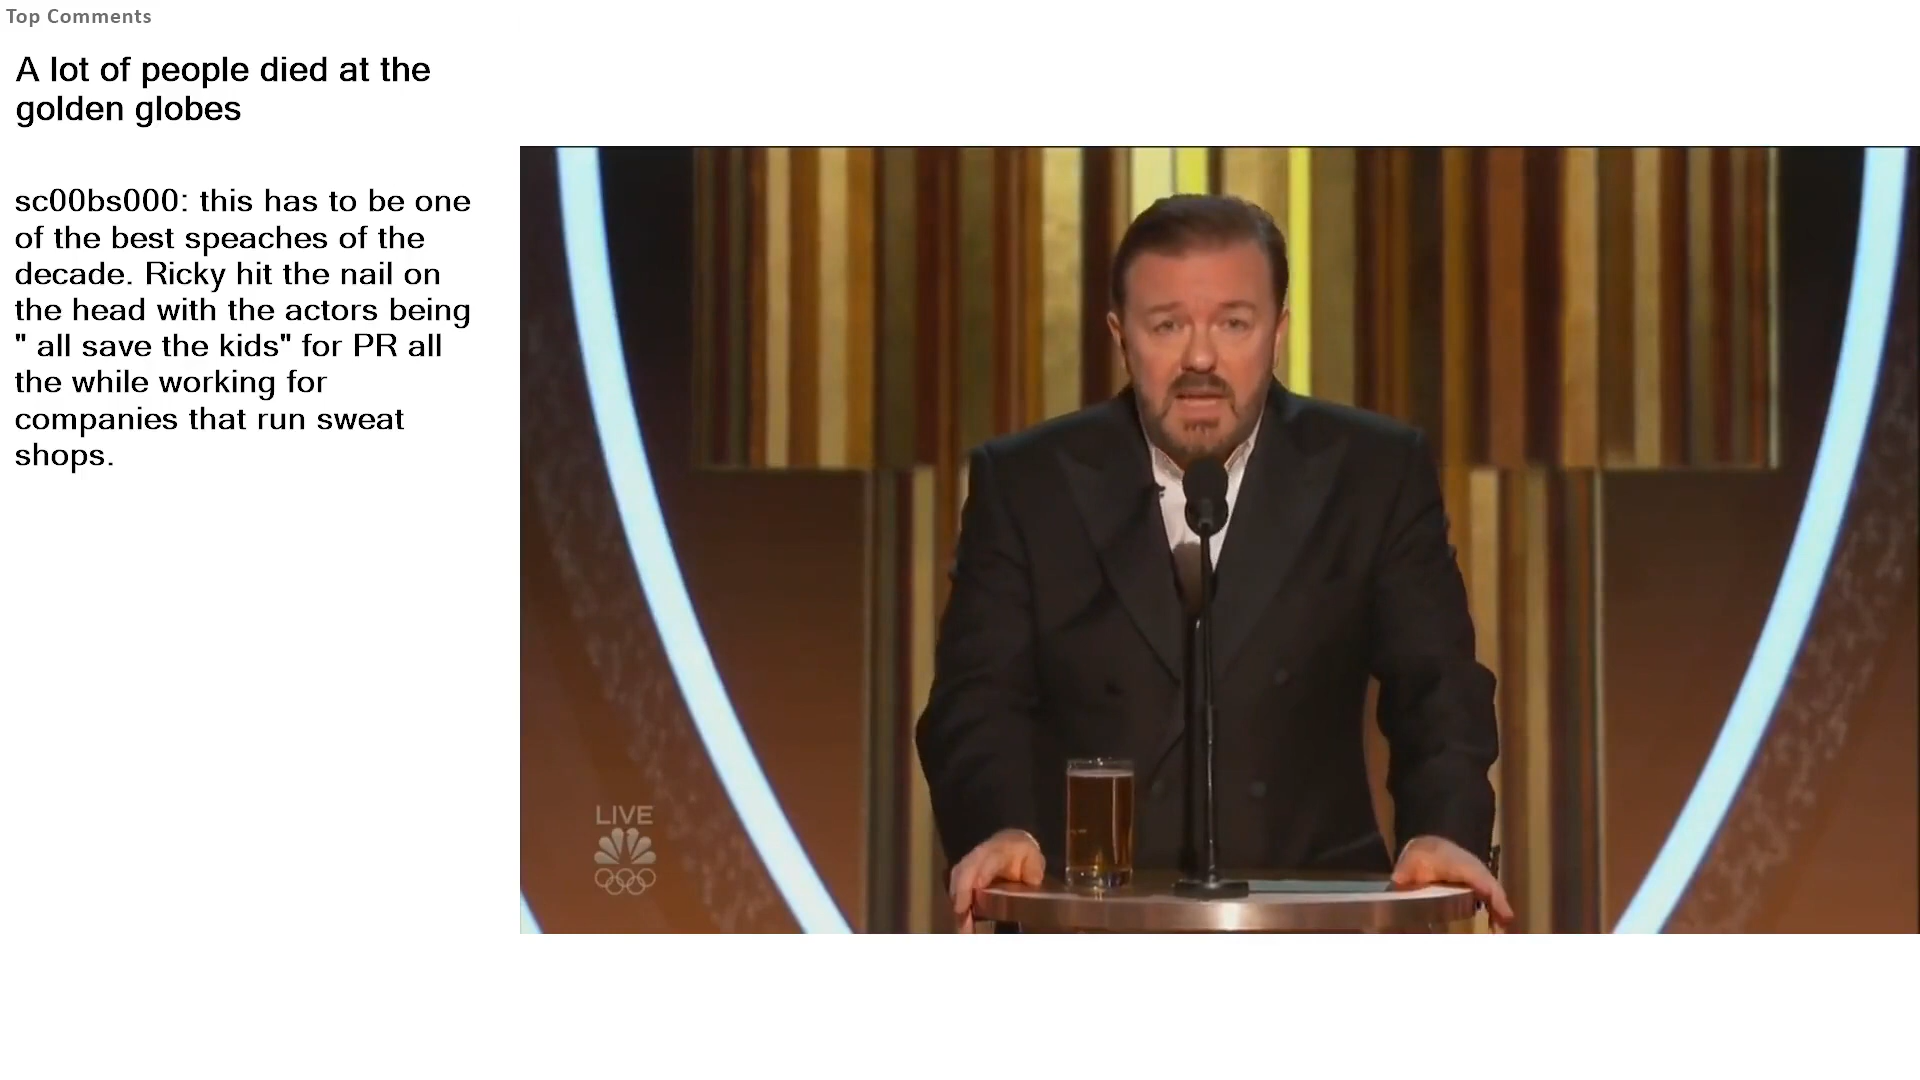 Top Comments
A lot of people died at the
golden globes
sc00bs000: this has to be one
of the best speaches of the
decade. Ricky hit the nail on
the head with the actors being
" all save the kids" for PR all
the while working for
companies that run sweat
shops.
LIVE